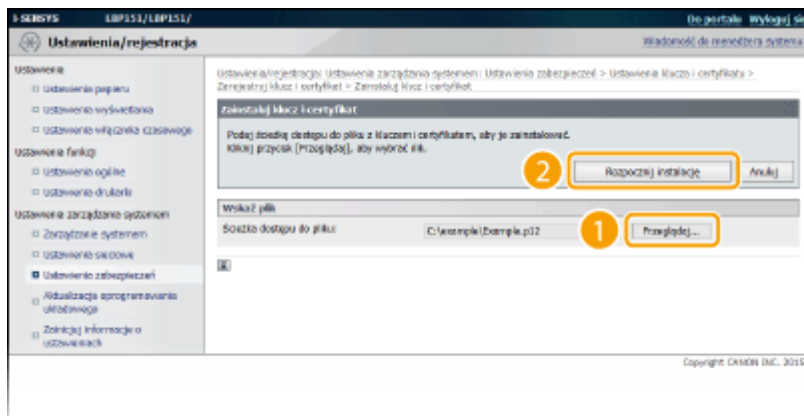 i-SENSYS LBP151/LBP151/ Do portalu Wyloguj si
Ustawienia/rejestracja Wiadomość do menedżera systemu
Ustawienia
Ustawienia papieru
Ustawienia wyświetlania
Ustawienia włącznika czasowego
Ustawienia funkcji
Ustawienia ogólne
Ustawienia drukarki
Ustawienia zarządzania systemem
Zarządzanie systemem
Ustawienia sieciowe
Ustawienia zabezpieczeń
Aktualizacja oprogramowania
układowego
Zainicjuj informacje o
ustawieniach
Ustawienia/rejestracja: Ustawienia zarządzania systemem: Ustawienia zabezpieczeń > Ustawienia klucza i certyfikatu >
Zarejestruj klucz i certyfikat > Zainstaluj klucz i certyfikat
Zainstaluj klucz i certyfikat
Podaj ścieżkę dostępu do pliku z kluczem i certyfikatem, aby je zainstalować.
Kliknij przycisk [Przeglądaj], aby wybrać plik.
2 Rozpocznij instalację Anuluj
Wskaż plik
Ścieżka dostępu do pliku: C:\example\Example.p12 1 Przeglądaj...
Copyright CANON INC. 2015